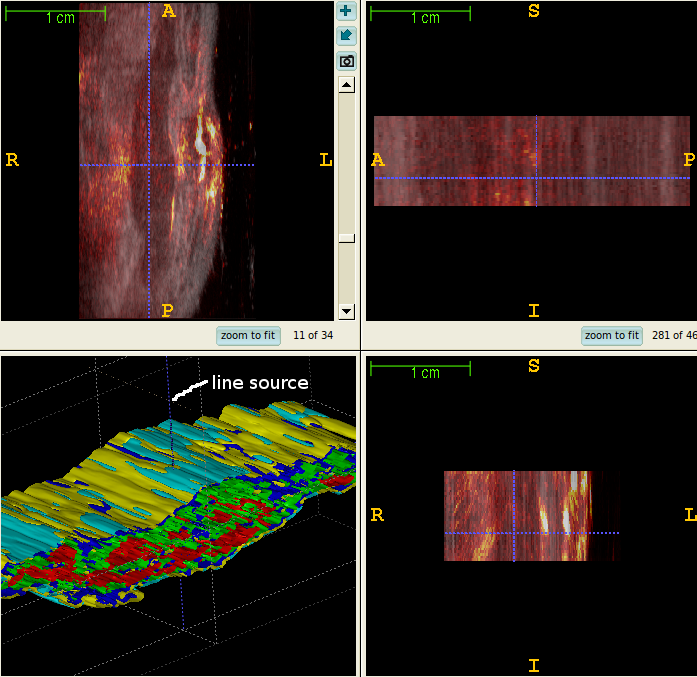 1 cm
A
R
L
P
zoom to fit
11 of 34
1 cm
S
A
P
I
zoom to fit
281 of 46
line source
1 cm
S
R
L
I